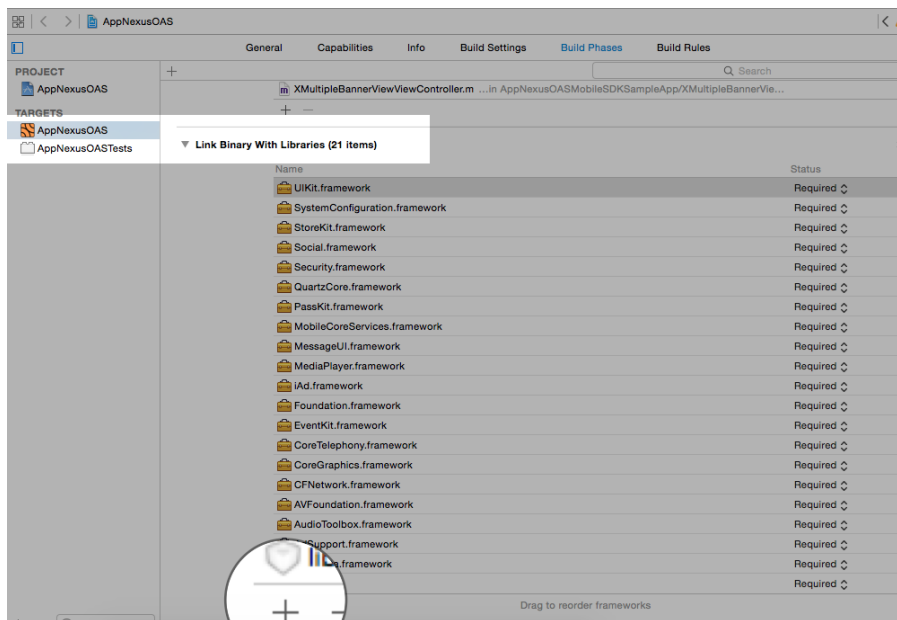 AppNexusOAS
General Capabilities Info Build Settings Build Phases Build Rules
PROJECT
AppNexusOAS
TARGETS
AppNexusOAS
AppNexusOASTests
+ Search
m XMultipleBannerViewViewController.m ...in AppNexusOASMobileSDKSampleApp/XMultipleBannerVie...
+ −
Link Binary With Libraries (21 items)
Name Status
UIKit.framework Required
SystemConfiguration.framework Required
StoreKit.framework Required
Social.framework Required
Security.framework Required
QuartzCore.framework Required
PassKit.framework Required
MobileCoreServices.framework Required
MessageUI.framework Required
MediaPlayer.framework Required
iAd.framework Required
Foundation.framework Required
EventKit.framework Required
CoreTelephony.framework Required
CoreGraphics.framework Required
CFNetwork.framework Required
AVFoundation.framework Required
AudioToolbox.framework Required
Support.framework Required
.framework Required
Required
+
Drag to reorder frameworks